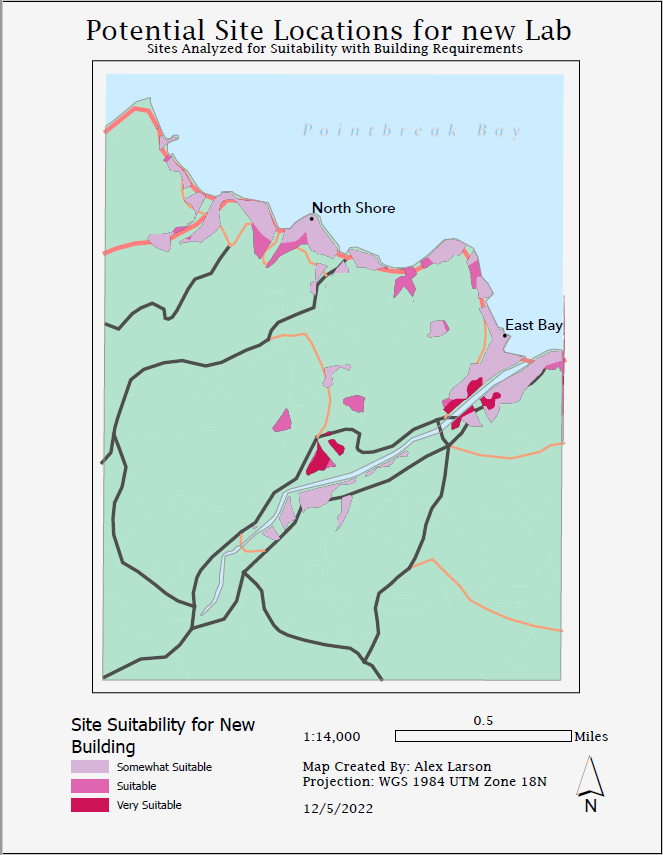 Potential Site Locations for new Lab
Sites Analyzed for Suitability with Building Requirements
Pointbreak Bay
North Shore
East Bay
Site Suitability for New
Building
Somewhat Suitable
Suitable
Very Suitable
0.5
1:14,000
Miles
Map Created By: Alex Larson
Projection: WGS 1984 UTM Zone 18N
12/5/2022
N